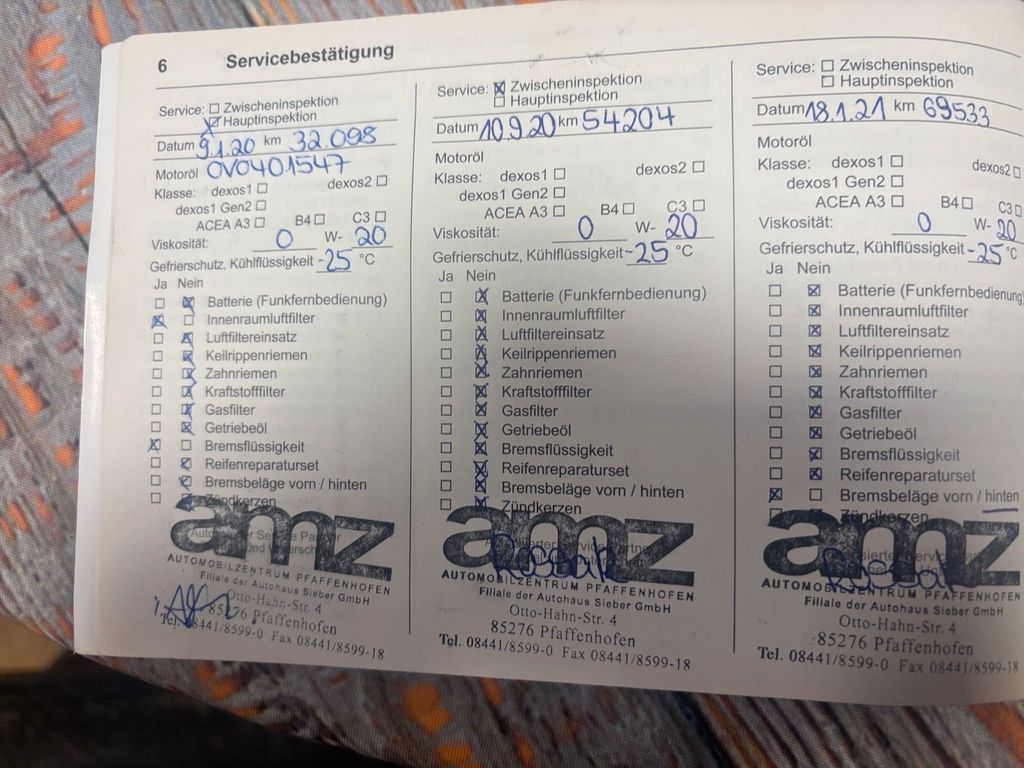 6 Servicebestätigung
Service: ☐ Zwischeninspektion
☒ Hauptinspektion
Datum 9.1.20 km 32.098
Motoröl OV0401547
Klasse: dexos1 ☐ dexos2 ☐
dexos1 Gen2 ☐
ACEA A3 ☐ B4 ☐ C3 ☐
Viskosität: 0 W- 20
Gefrierschutz, Kühlflüssigkeit -25 °C
Ja Nein
☐ ☒ Batterie (Funkfernbedienung)
☒ ☐ Innenraumluftfilter
☐ ☒ Luftfiltereinsatz
☐ ☒ Keilrippenriemen
☐ ☒ Zahnriemen
☐ ☒ Kraftstofffilter
☐ ☒ Gasfilter
☐ ☒ Getriebeöl
☒ ☐ Bremsflüssigkeit
☐ ☒ Reifenreparaturset
☐ ☒ Bremsbeläge vorn / hinten
☐ ☒ Zündkerzen
amz
AUTOMOBILZENTRUM PFAFFENHOFEN
Filiale der Autohaus Sieber GmbH
Otto-Hahn-Str. 4
85276 Pfaffenhofen
Tel. 08441/8599-0 Fax 08441/8599-18
Service: ☒ Zwischeninspektion
☐ Hauptinspektion
Datum 10.9.20 km 54204
Motoröl
Klasse: dexos1 ☐ dexos2 ☐
dexos1 Gen2 ☐
ACEA A3 ☐ B4 ☐ C3 ☐
Viskosität: 0 W- 20
Gefrierschutz, Kühlflüssigkeit -25 °C
Ja Nein
☐ ☒ Batterie (Funkfernbedienung)
☐ ☒ Innenraumluftfilter
☐ ☒ Luftfiltereinsatz
☐ ☒ Keilrippenriemen
☐ ☒ Zahnriemen
☐ ☒ Kraftstofffilter
☐ ☒ Gasfilter
☐ ☒ Getriebeöl
☐ ☒ Bremsflüssigkeit
☐ ☒ Reifenreparaturset
☐ ☒ Bremsbeläge vorn / hinten
☐ ☒ Zündkerzen
amz
AUTOMOBILZENTRUM PFAFFENHOFEN
Filiale der Autohaus Sieber GmbH
Otto-Hahn-Str. 4
85276 Pfaffenhofen
Tel. 08441/8599-0 Fax 08441/8599-18
Service: ☐ Zwischeninspektion
☐ Hauptinspektion
Datum 18.1.21 km 69533
Motoröl
Klasse: dexos1 ☐ dexos2 ☐
dexos1 Gen2 ☐
ACEA A3 ☐ B4 ☐ C3 ☐
Viskosität: 0 W- 20
Gefrierschutz, Kühlflüssigkeit -25 °C
Ja Nein
☐ ☒ Batterie (Funkfernbedienung)
☐ ☒ Innenraumluftfilter
☐ ☒ Luftfiltereinsatz
☐ ☒ Keilrippenriemen
☐ ☒ Zahnriemen
☐ ☒ Kraftstofffilter
☐ ☒ Gasfilter
☐ ☒ Getriebeöl
☐ ☒ Bremsflüssigkeit
☐ ☒ Reifenreparaturset
☒ ☐ Bremsbeläge vorn / hinten
Zündkerzen
amz
AUTOMOBILZENTRUM PFAFFENHOFEN
Filiale der Autohaus Sieber GmbH
Otto-Hahn-Str. 4
85276 Pfaffenhofen
Tel. 08441/8599-0 Fax 08441/8599-18